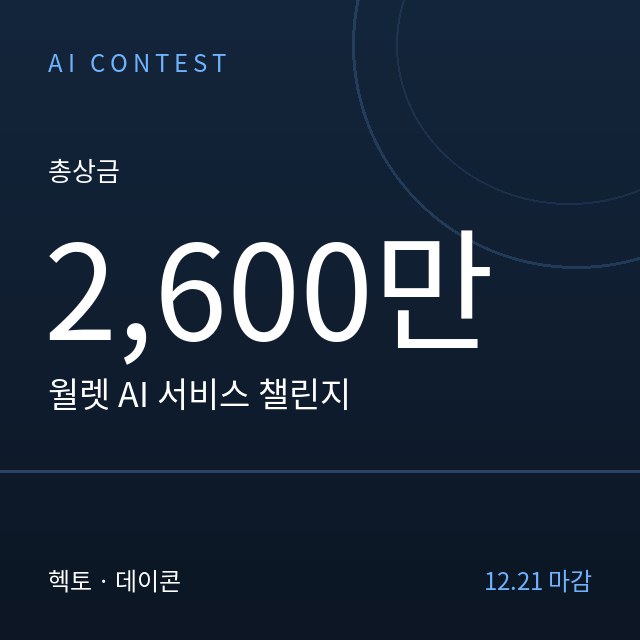 AI CONTEST
총상금
2,600만
월렛 AI 서비스 챌린지
헥토 · 데이콘
12.21 마감